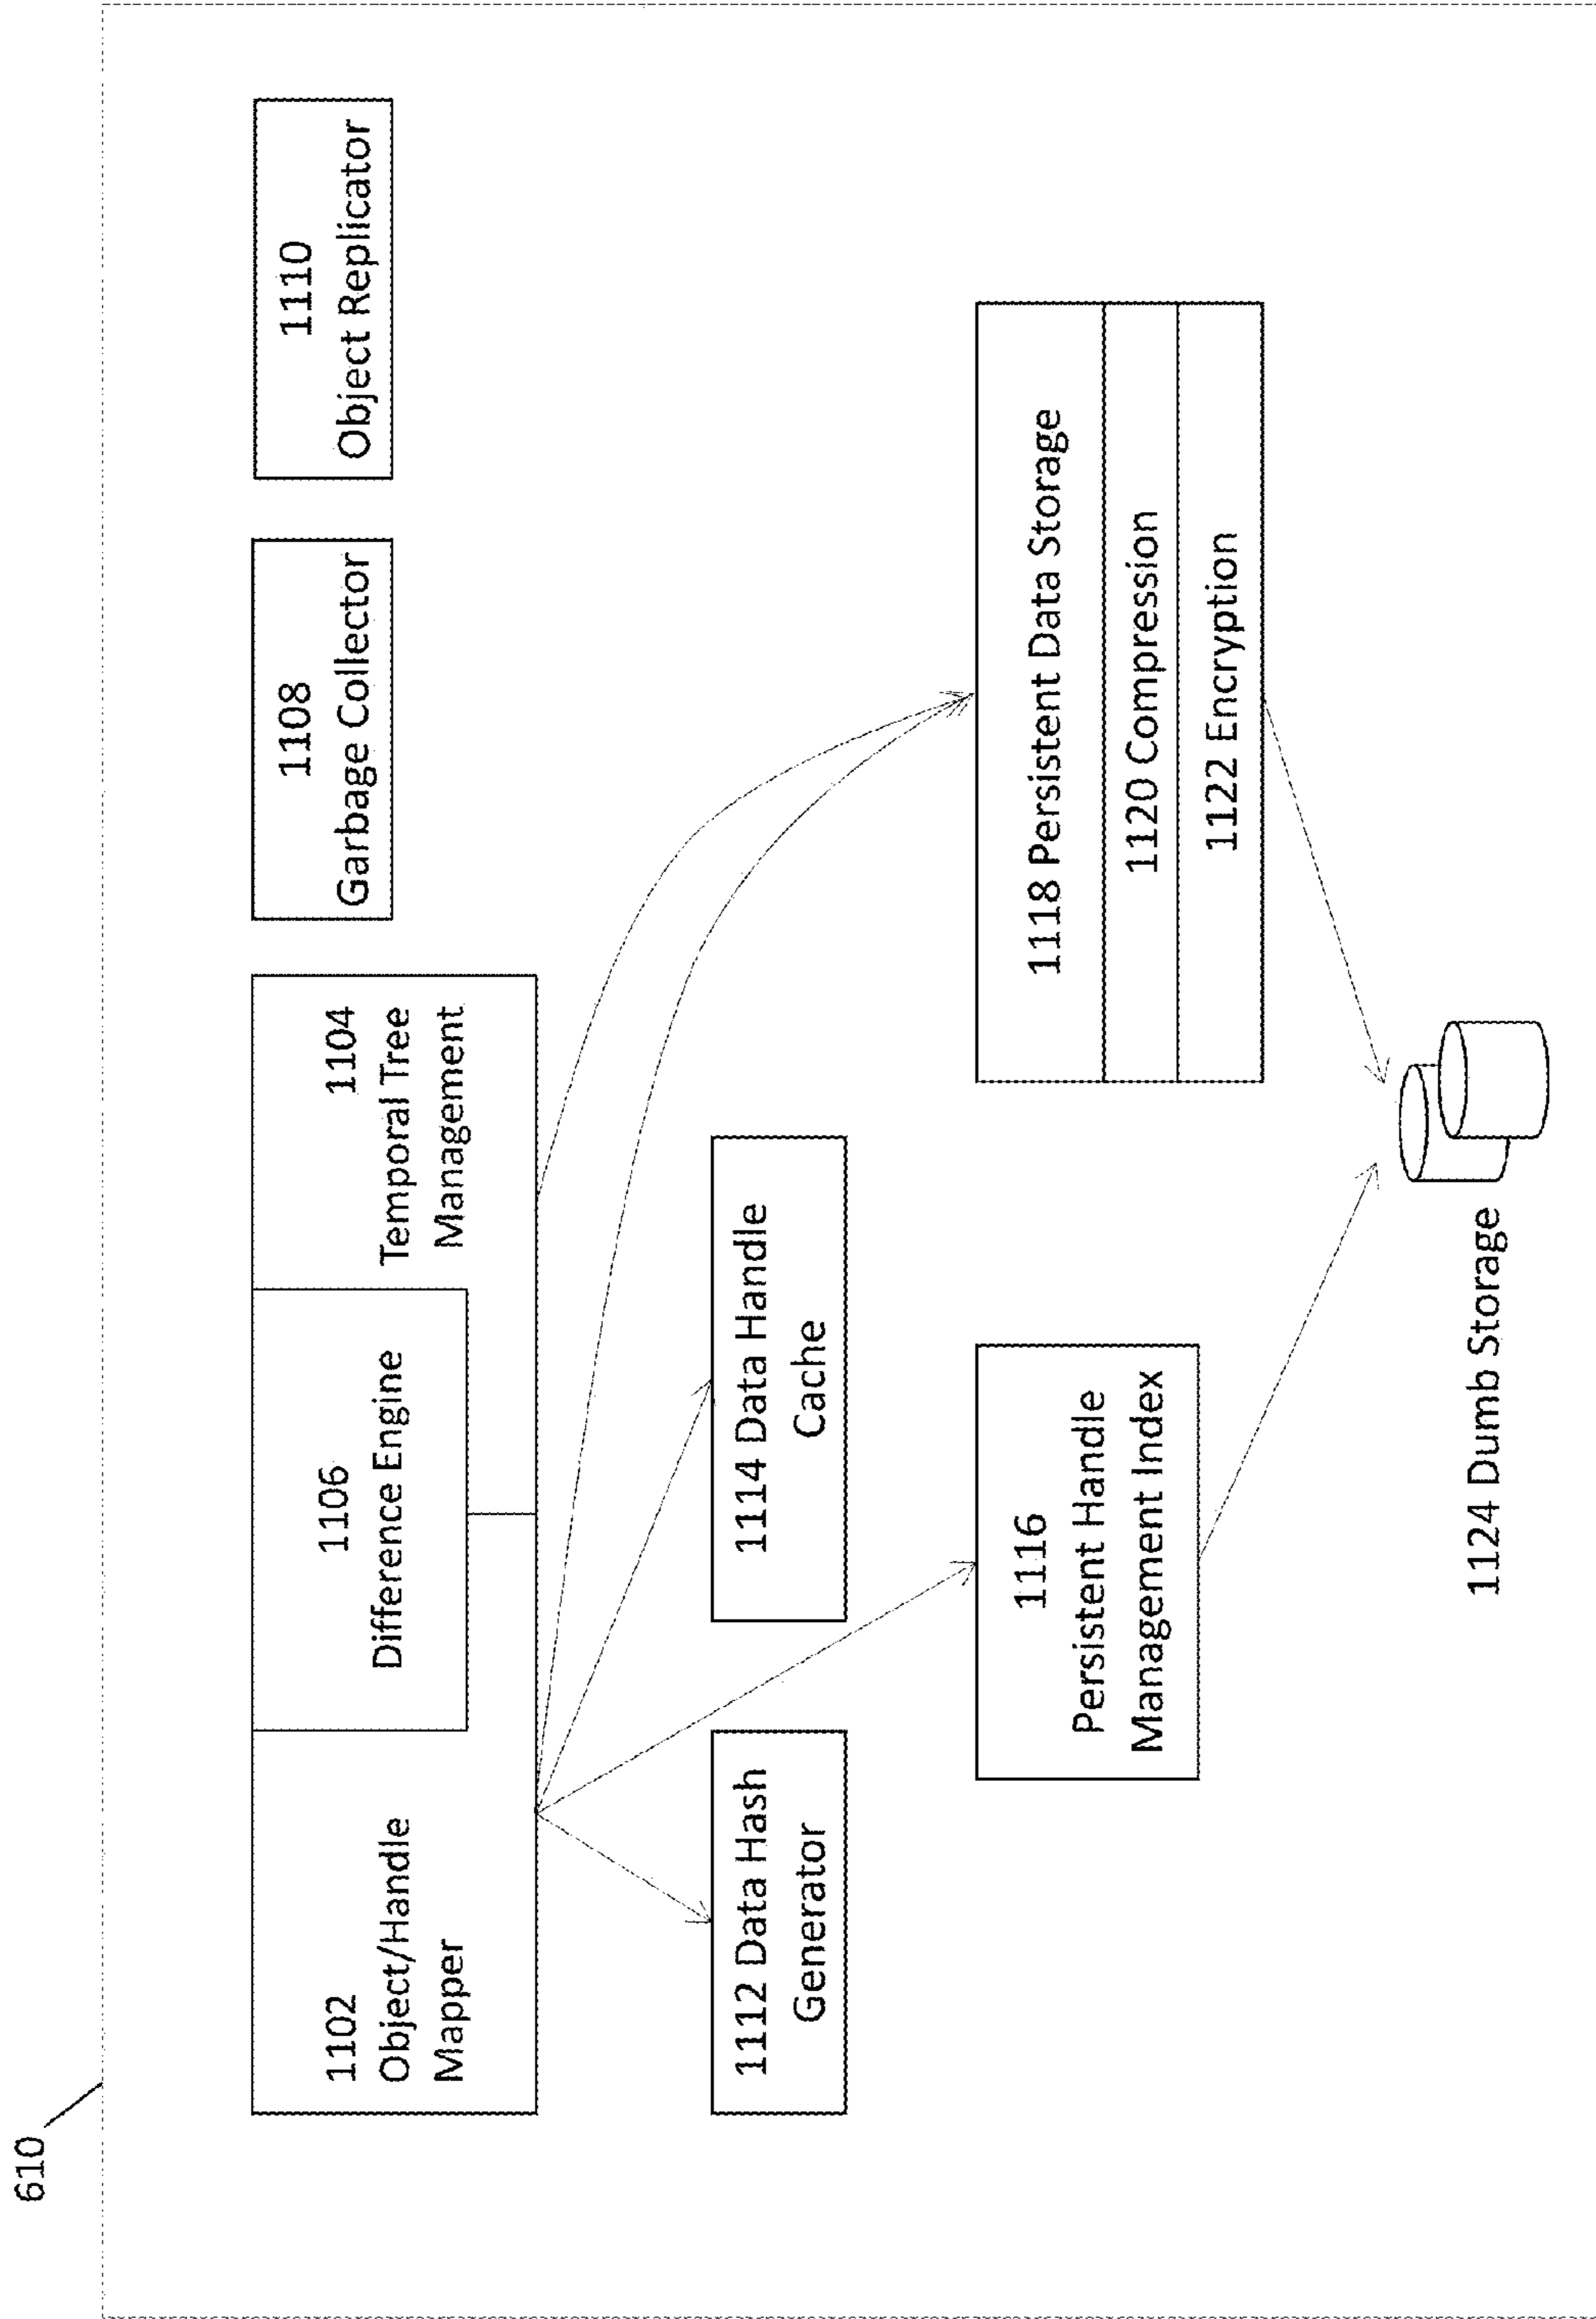 610
1102
Object/Handle
Mapper
1106
Difference Engine
1104
Temporal Tree
Management
1108
Garbage Collector
1110
Object Replicator
1112 Data Hash
Generator
1114 Data Handle
Cache
1116
Persistent Handle
Management Index
1118 Persistent Data Storage
1120 Compression
1122 Encryption
1124 Dumb Storage